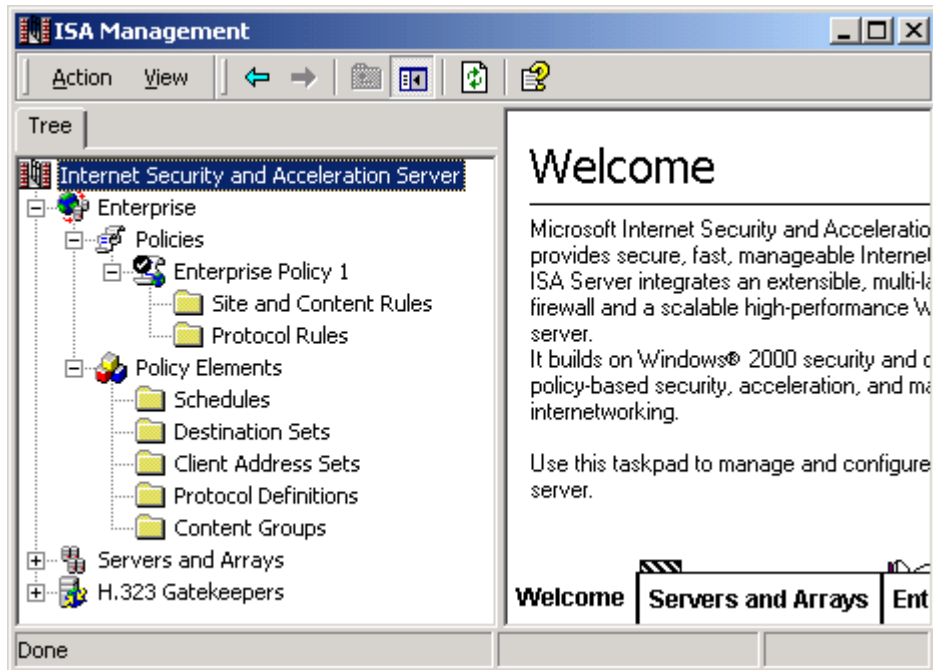 ISA Management
Action View
Tree
Internet Security and Acceleration Server
Enterprise
Policies
Enterprise Policy 1
Site and Content Rules
Protocol Rules
Policy Elements
Schedules
Destination Sets
Client Address Sets
Protocol Definitions
Content Groups
Servers and Arrays
H.323 Gatekeepers
Welcome
Microsoft Internet Security and Acceleratio
provides secure, fast, manageable Internet
ISA Server integrates an extensible, multi-la
firewall and a scalable high-performance W
server.
It builds on Windows® 2000 security and d
policy-based security, acceleration, and ma
internetworking.
Use this taskpad to manage and configure
server.
Welcome Servers and Arrays Ent
Done